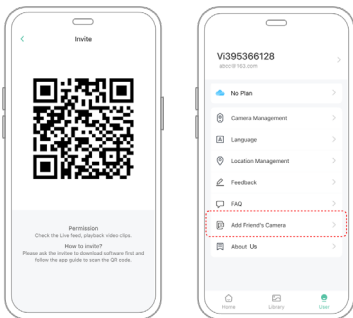 Invite
Permission
Check the Live feed, playback video clips.
How to invite?
Please ask the invitee to download software first and
follow the app guide to scan the QR code.
Vi395366128
abcc@163.com
No Plan
Camera Management
Language
Location Management
Feedback
FAQ
Add Friend's Camera
About Us
Home
Library
User